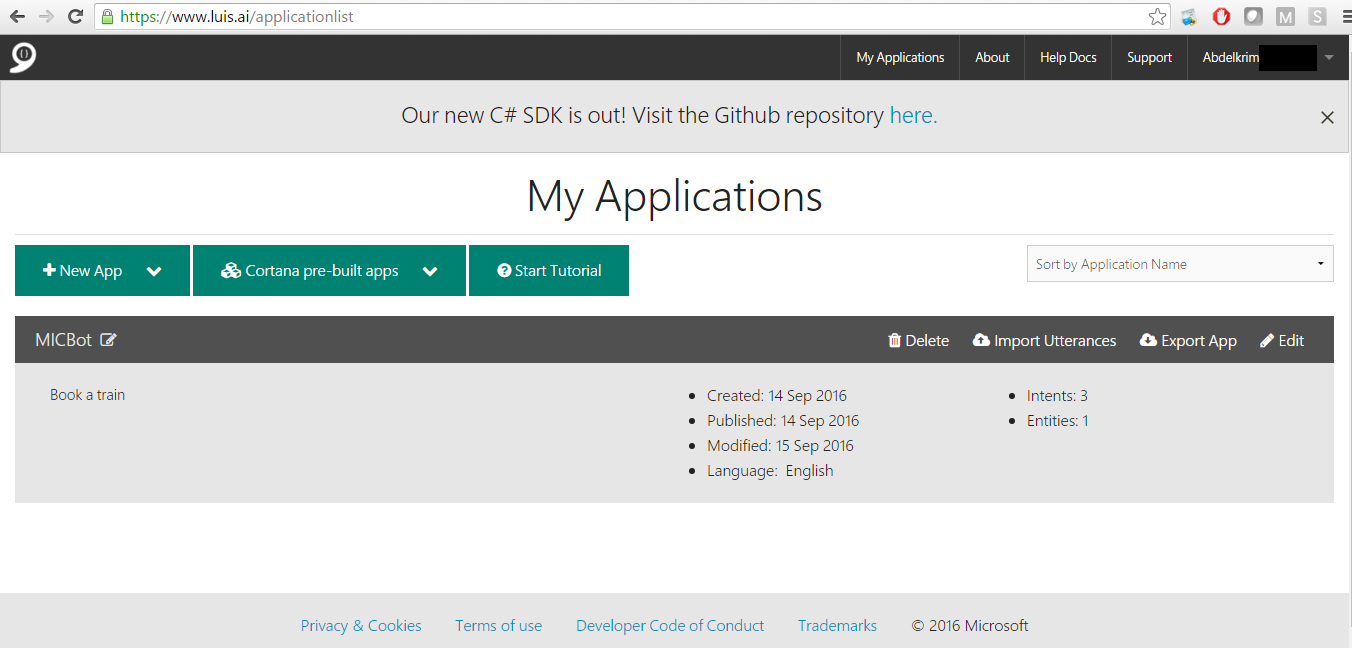 https://www.luis.ai/applicationlist
M
S
My Applications
About
Help Docs
Support
Abdelkrim
Our new C# SDK is out! Visit the Github repository here.
My Applications
New App
Cortana pre-built apps
Start Tutorial
Sort by Application Name
MICBot
Delete
Import Utterances
Export App
Edit
Book a train
Created: 14 Sep 2016
Published: 14 Sep 2016
Modified: 15 Sep 2016
Language: English
Intents: 3
Entities: 1
Privacy & Cookies
Terms of use
Developer Code of Conduct
Trademarks
© 2016 Microsoft